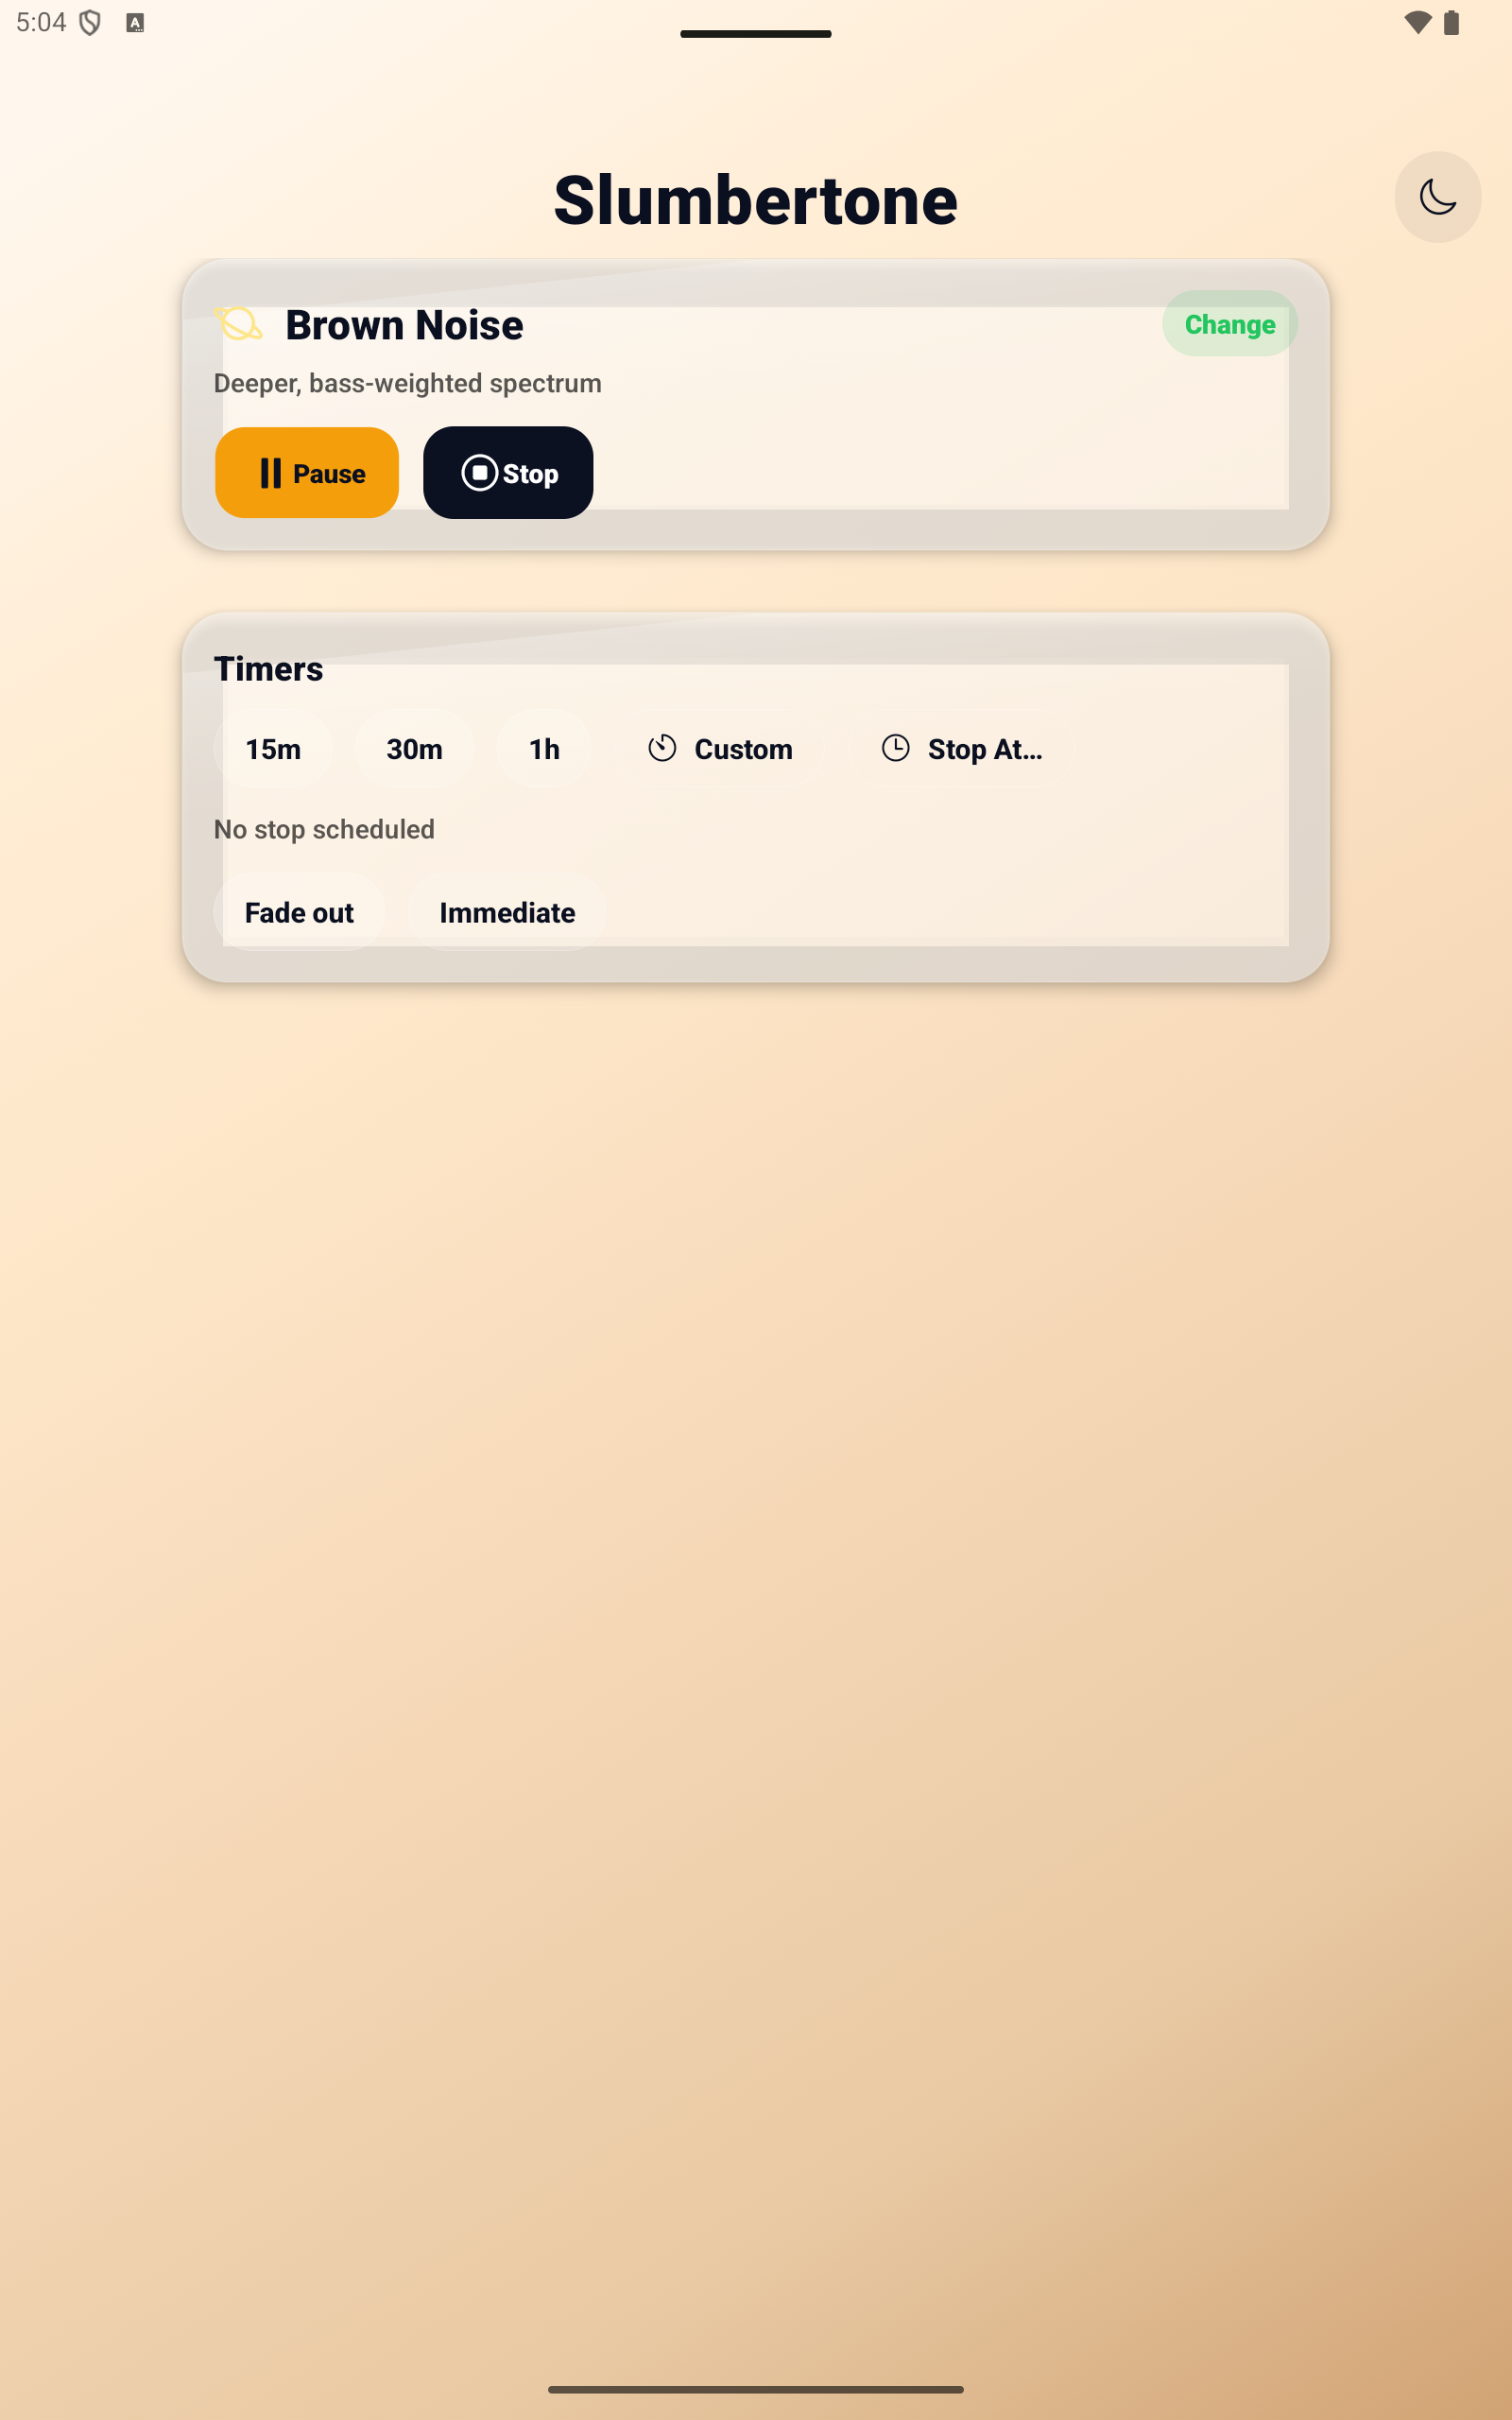 5:04
Slumbertone
Brown Noise
Change
Deeper, bass-weighted spectrum
Pause
Stop
Timers
15m
30m
1h
Custom
Stop At...
No stop scheduled
Fade out
Immediate